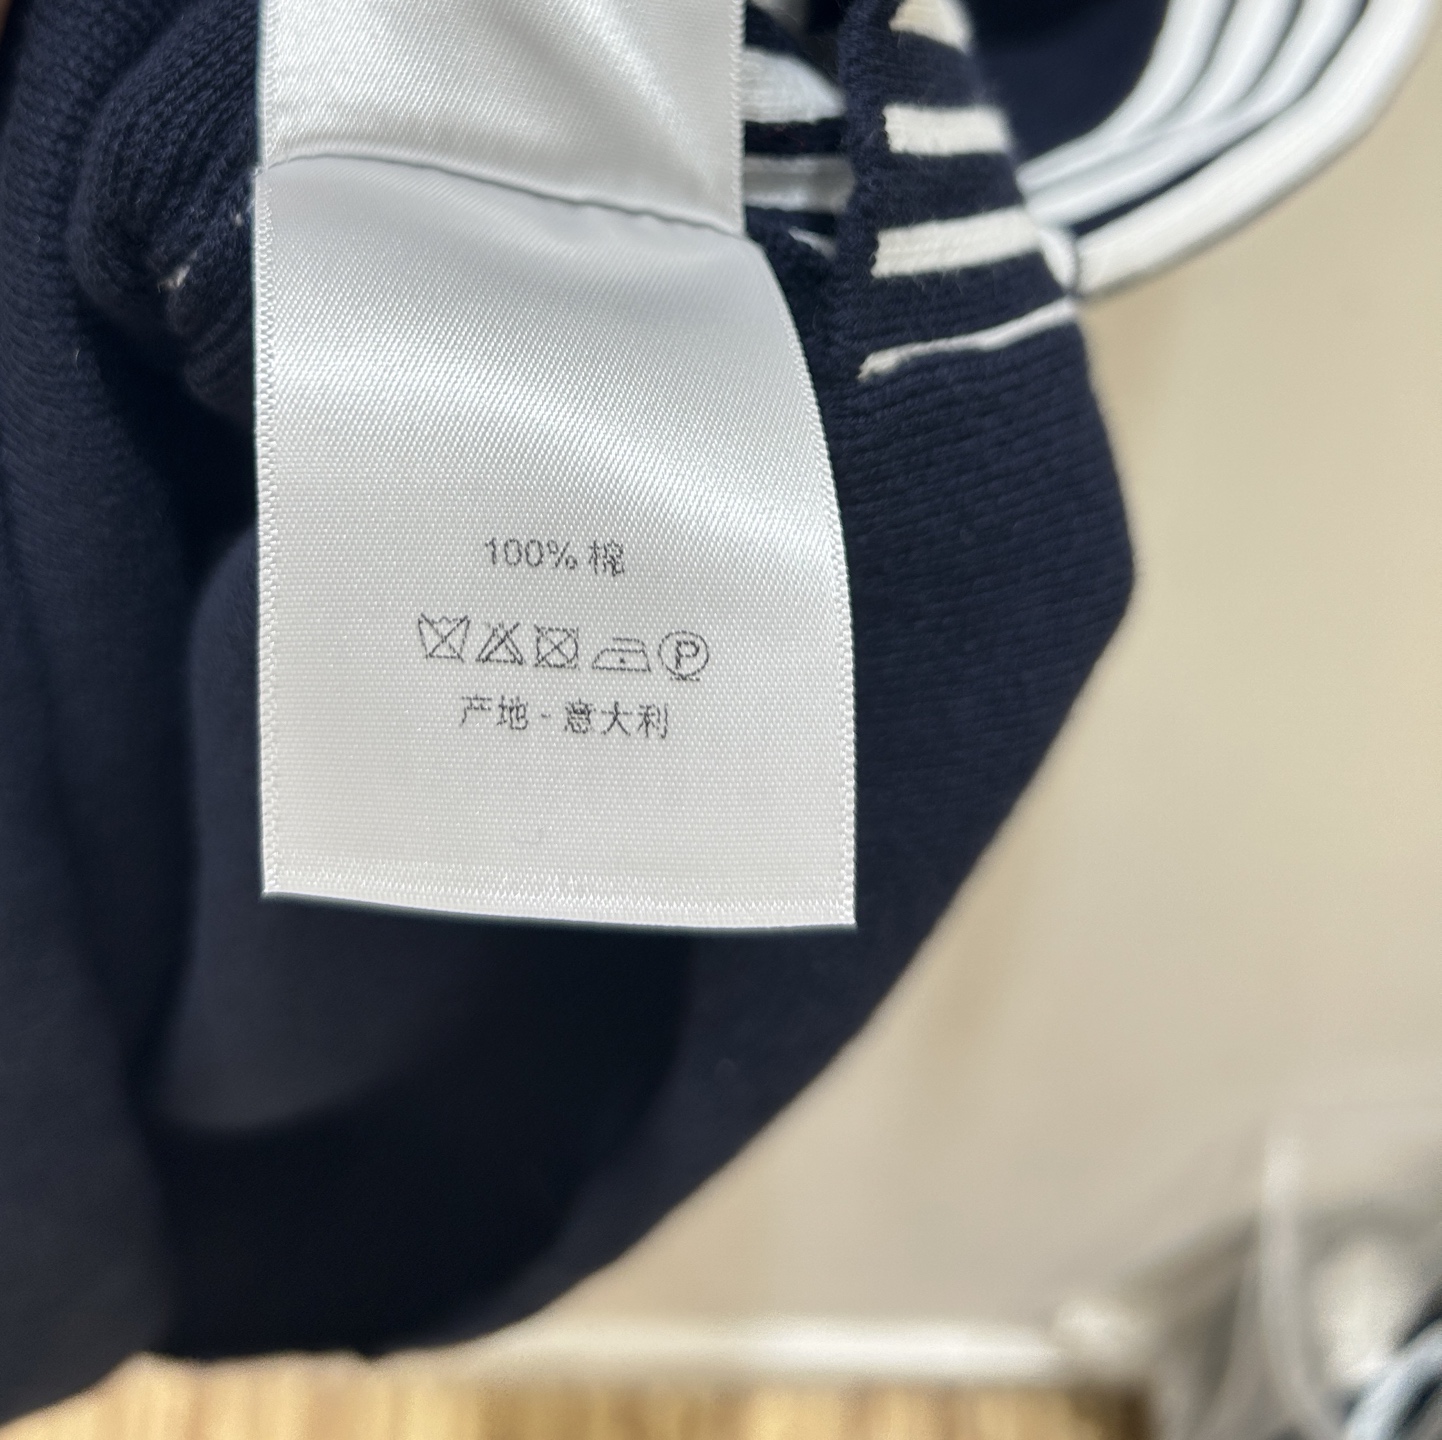 100% 棉
P
产地 - 意大利